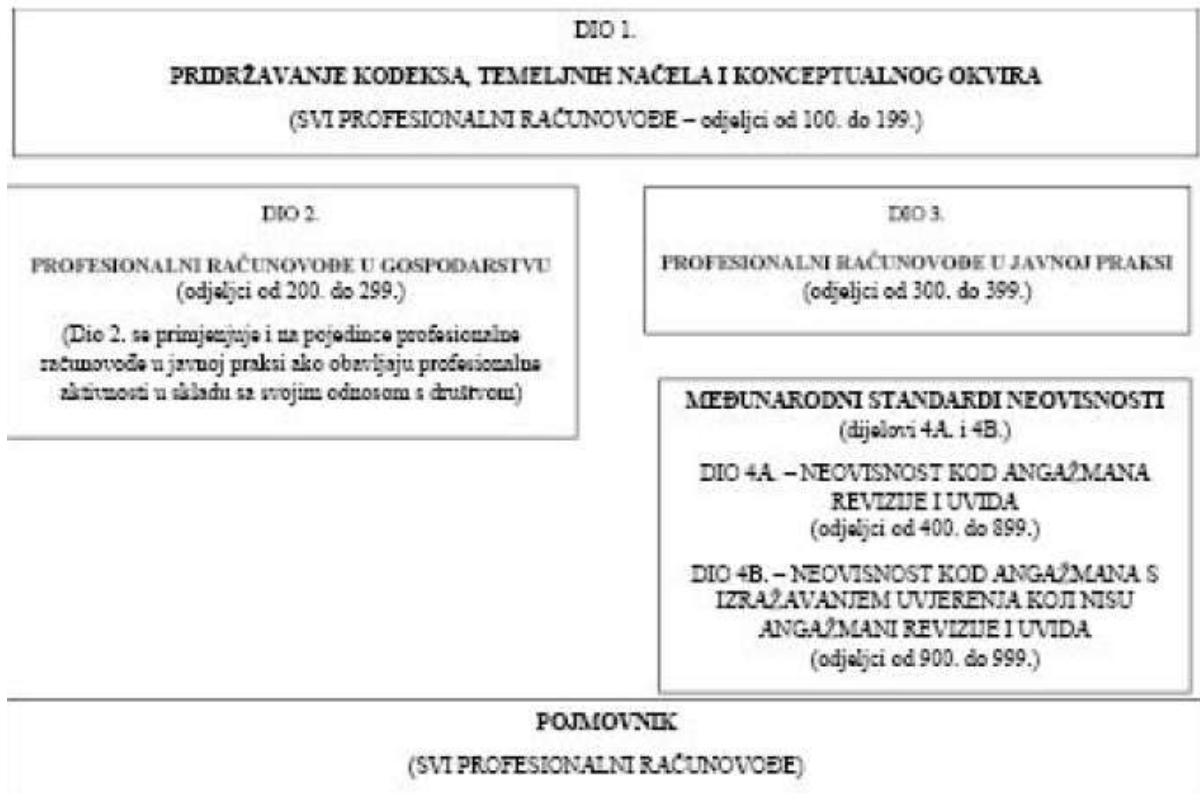 DIO 1.
PRIDRŽAVANJE KODEKSA, TEMELJNIH NAČELA I KONCEPTUALNOG OKVIRA
(SVI PROFESIONALNI RAČUNOVOĐE – odjeljci od 100. do 199.)
DIO 2.
PROFESIONALNI RAČUNOVOĐE U GOSPODARSTVU
(odjeljci od 200. do 299.)
(Dio 2. se primjenjuje i na pojedince profesionalne
računovođe u javnoj praksi ako obavljaju profesionalne
aktivnosti u skladu sa svojim odnosom s društvom)
DIO 3.
PROFESIONALNI RAČUNOVOĐE U JAVNOJ PRAKSI
(odjeljci od 300. do 399.)
MEĐUNARODNI STANDARDI NEOVISNOSTI
(dijelovi 4A. i 4B.)
DIO 4A. – NEOVISNOST KOD ANGAŽMANA
REVIZIJE I UVIDA
(odjeljci od 400. do 899.)
DIO 4B. – NEOVISNOST KOD ANGAŽMANA S
IZRAŽAVANJEM UVJERENJA KOJI NISU
ANGAŽMANI REVIZIJE I UVIDA
(odjeljci od 900. do 999.)
POJMOVNIK
(SVI PROFESIONALNI RAČUNOVOĐE)